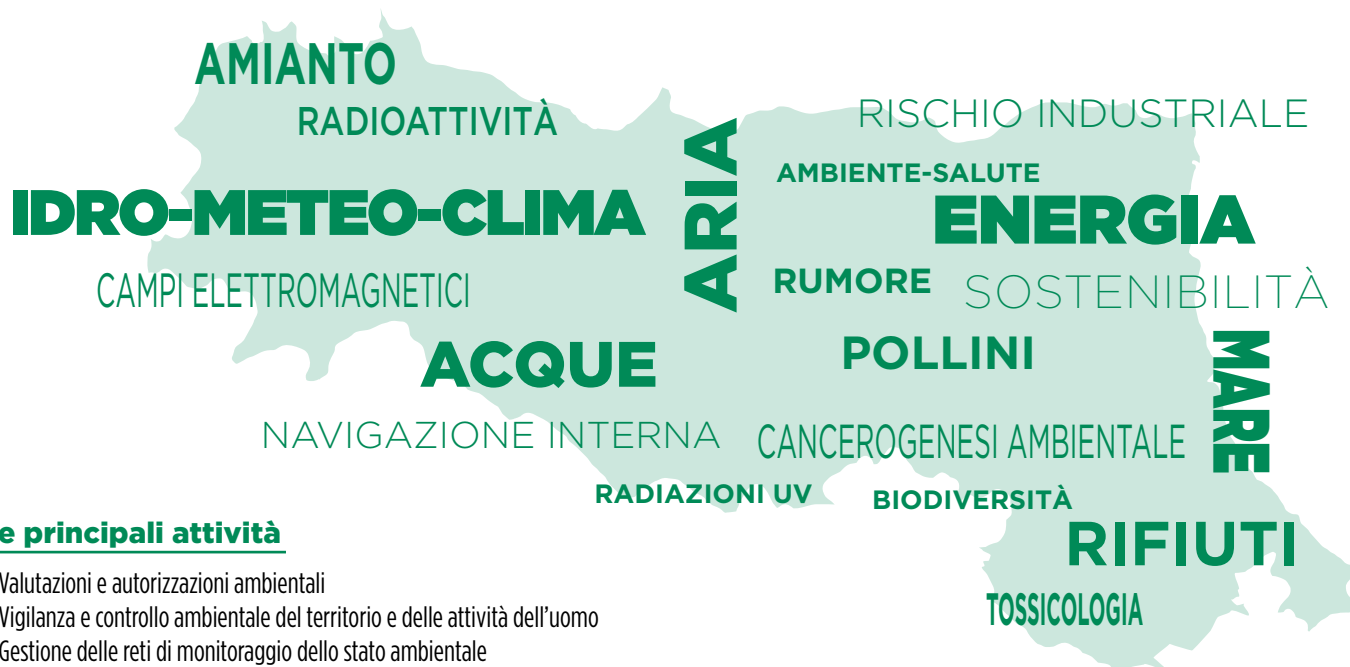 AMIANTO
RADIOATTIVITÀ
ARIA
RISCHIO INDUSTRIALE
AMBIENTE-SALUTE
IDRO-METEO-CLIMA
ENERGIA
CAMPI ELETTROMAGNETICI
RUMORE
SOSTENIBILITÀ
ACQUE
POLLINI
MARE
NAVIGAZIONE INTERNA
CANCEROGENESI AMBIENTALE
RADIAZIONI UV
BIODIVERSITÀ
RIFIUTI
TOSSICOLOGIA
e principali attività
Valutazioni e autorizzazioni ambientali
Vigilanza e controllo ambientale del territorio e delle attività dell'uomo
Gestione delle reti di monitoraggio dello stato ambientale